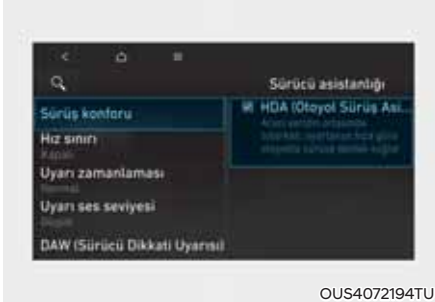 Sürücü asistanlığı
Sürüş konforu
Hız sınırı
Kapalı
Uyarı zamanlaması
Normal
Uyarı ses seviyesi
Düşük
DAW (Sürücü Dikkati Uyarısı)
HDA (Otoyol Sürüş Asi...
OUS4072194TU